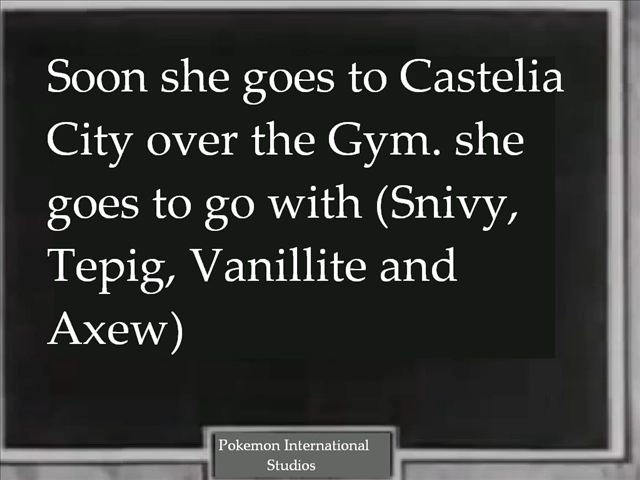 Soon she goes to Castelia
City over the Gym. she
goes to go with (Snivy,
Tepig, Vanillite and
Axew)
Pokemon International
Studios